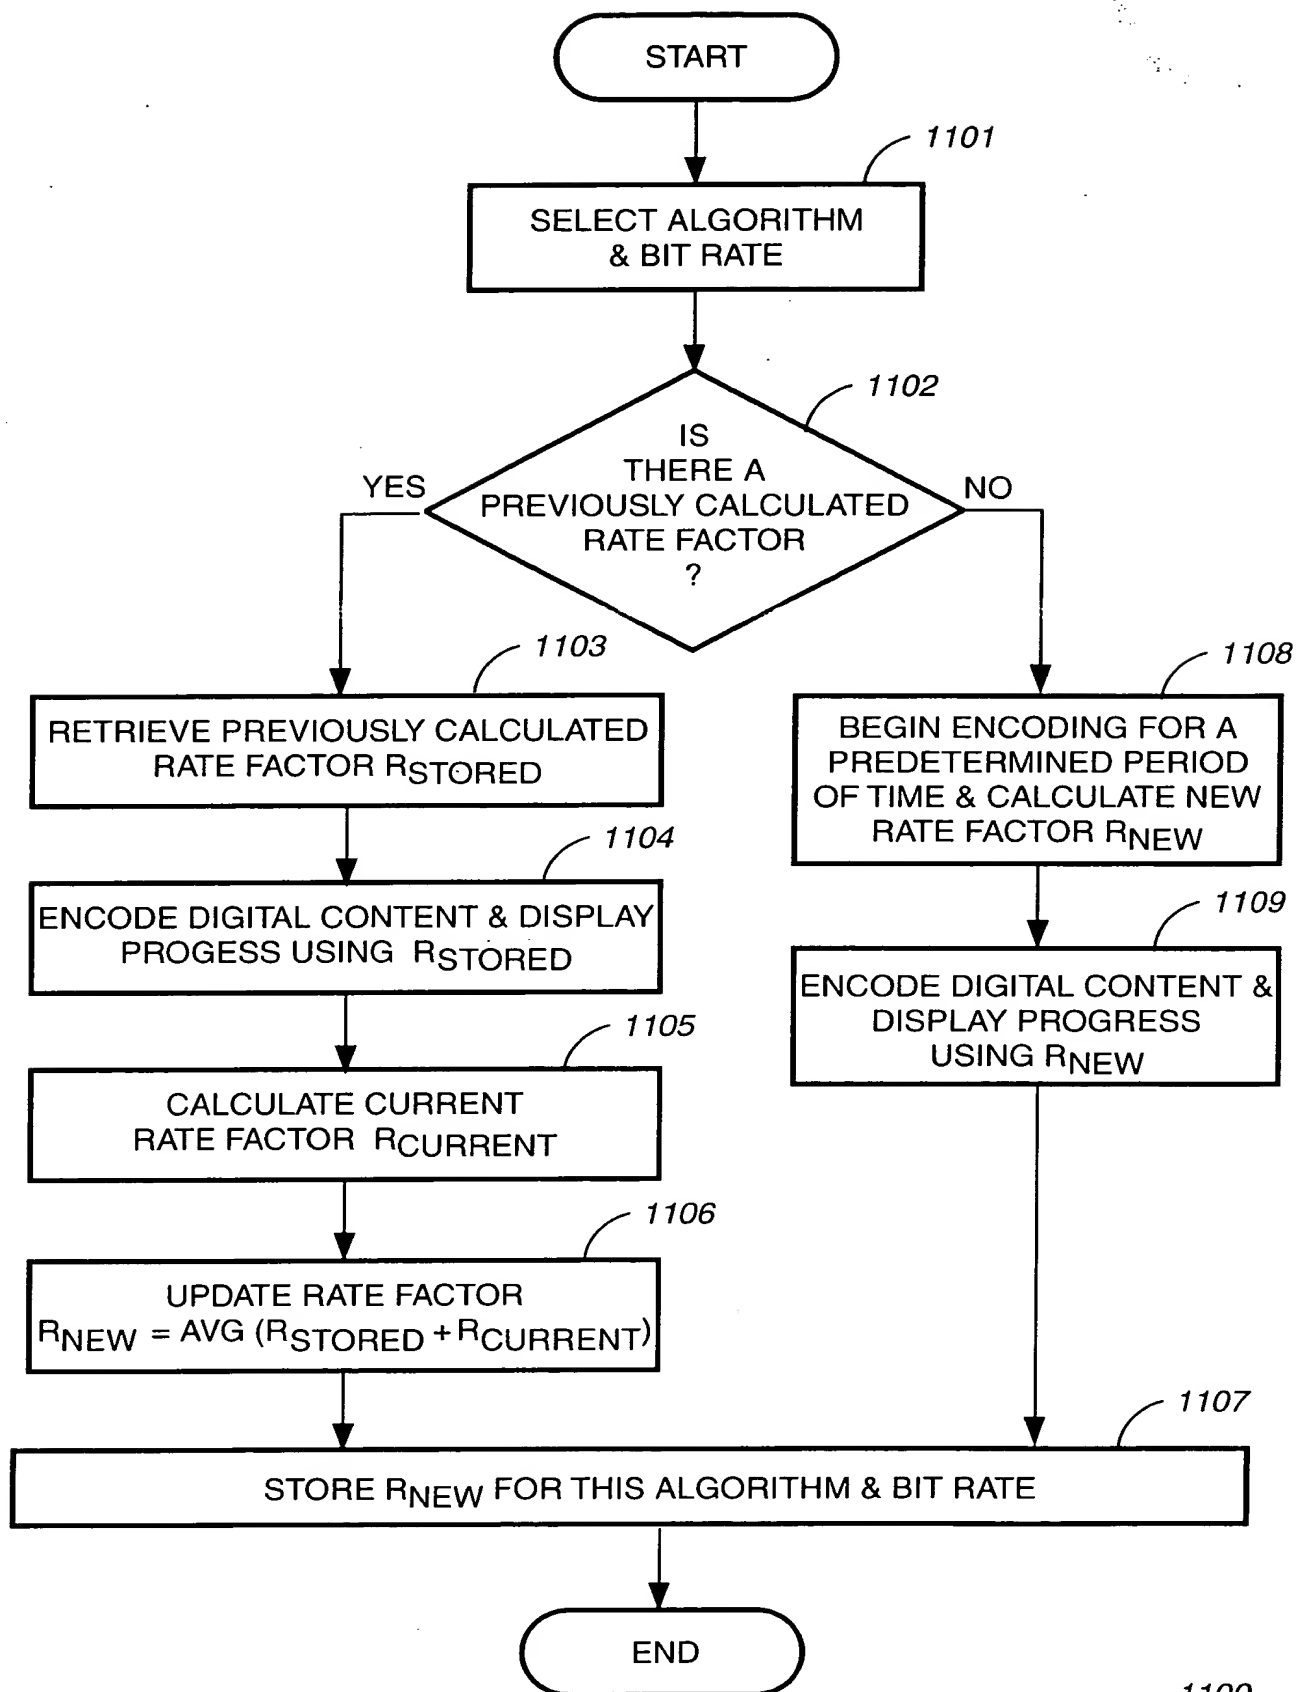 START
1101
SELECT ALGORITHM
& BIT RATE
1102
IS
THERE A
PREVIOUSLY CALCULATED
RATE FACTOR
?
YES
NO
1103
RETRIEVE PREVIOUSLY CALCULATED
RATE FACTOR RSTORED
1104
ENCODE DIGITAL CONTENT & DISPLAY
PROGESS USING RSTORED
1105
CALCULATE CURRENT
RATE FACTOR RCURRENT
1106
UPDATE RATE FACTOR
RNEW = AVG (RSTORED + RCURRENT)
1108
BEGIN ENCODING FOR A
PREDETERMINED PERIOD
OF TIME & CALCULATE NEW
RATE FACTOR RNEW
1109
ENCODE DIGITAL CONTENT &
DISPLAY PROGRESS
USING RNEW
1107
STORE RNEW FOR THIS ALGORITHM & BIT RATE
END